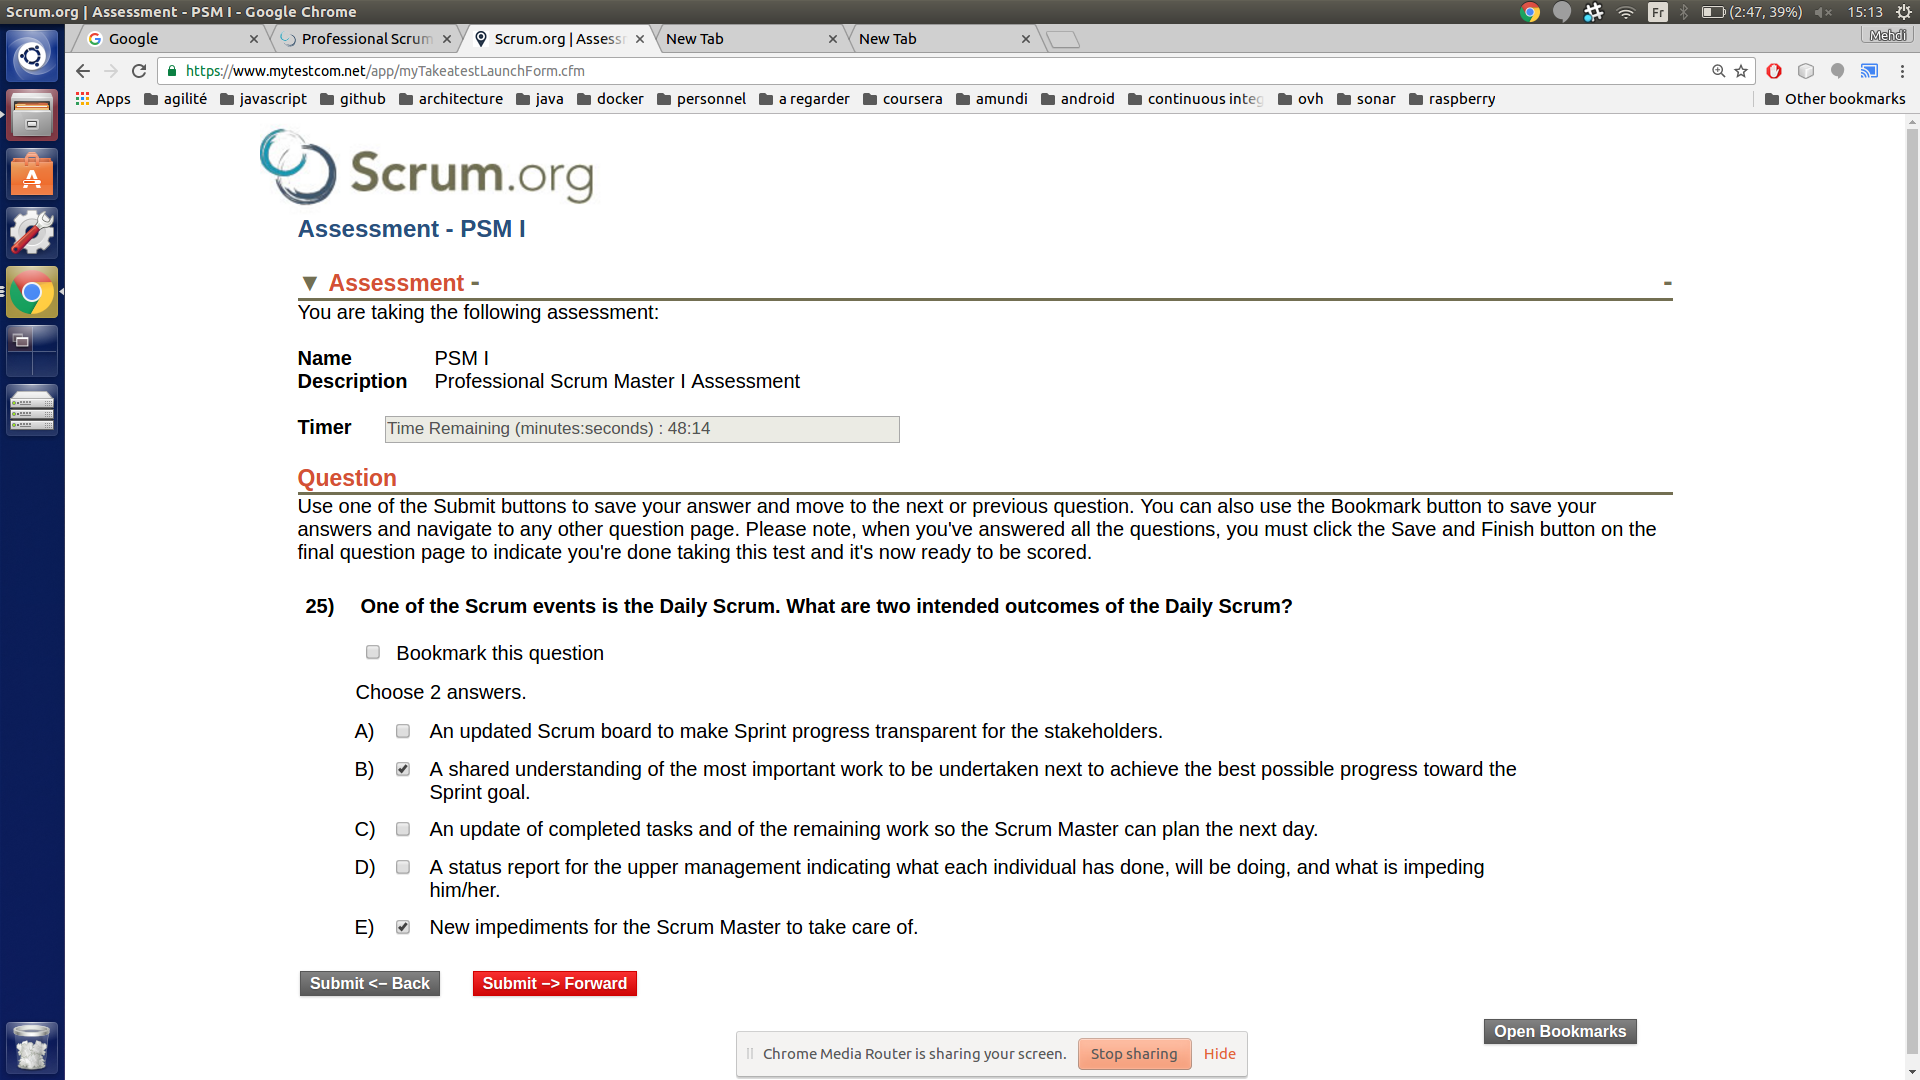 Scrum.org | Assessment - PSM I - Google Chrome
Fr
(2:47, 39%)
15:13
Google
Professional Scrum
Scrum.org | Assess
New Tab
New Tab
Mehdi
https://www.mytestcom.net/app/myTakeatestLaunchForm.cfm
Apps
agilité
javascript
github
architecture
java
docker
personnel
a regarder
coursera
amundi
android
continuous integ
ovh
sonar
raspberry
Other bookmarks
Scrum.org
Assessment - PSM I
▼ Assessment - -
You are taking the following assessment:
Name PSM I
Description Professional Scrum Master I Assessment
Timer Time Remaining (minutes:seconds) : 48:14
Question
Use one of the Submit buttons to save your answer and move to the next or previous question. You can also use the Bookmark button to save your
answers and navigate to any other question page. Please note, when you've answered all the questions, you must click the Save and Finish button on the
final question page to indicate you're done taking this test and it's now ready to be scored.
25) One of the Scrum events is the Daily Scrum. What are two intended outcomes of the Daily Scrum?
Bookmark this question
Choose 2 answers.
A) An updated Scrum board to make Sprint progress transparent for the stakeholders.
B) A shared understanding of the most important work to be undertaken next to achieve the best possible progress toward the
Sprint goal.
C) An update of completed tasks and of the remaining work so the Scrum Master can plan the next day.
D) A status report for the upper management indicating what each individual has done, will be doing, and what is impeding
him/her.
E) New impediments for the Scrum Master to take care of.
Submit <– Back
Submit –> Forward
Open Bookmarks
Chrome Media Router is sharing your screen.
Stop sharing
Hide